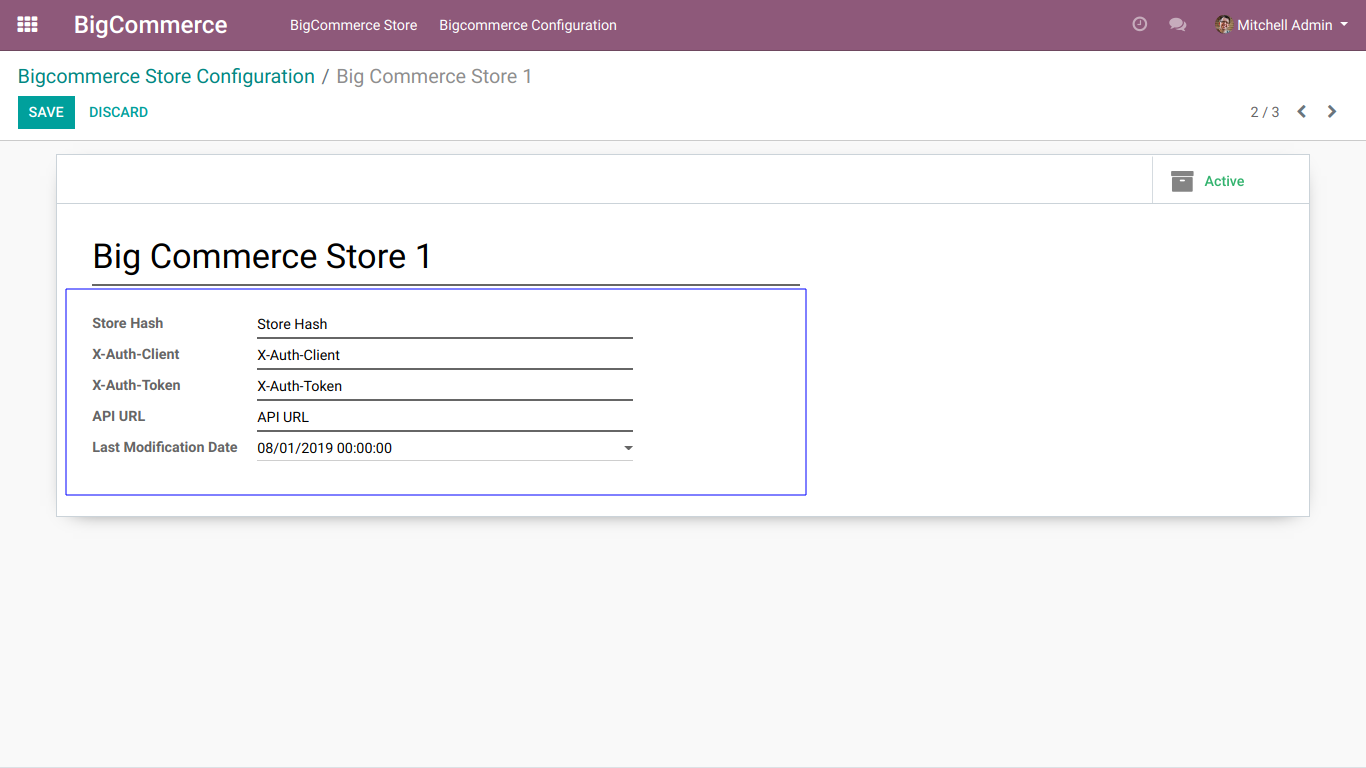 BigCommerce BigCommerce Store Bigcommerce Configuration Mitchell Admin
Bigcommerce Store Configuration / Big Commerce Store 1
SAVE DISCARD 2 / 3
Active
Big Commerce Store 1
Store Hash Store Hash
X-Auth-Client X-Auth-Client
X-Auth-Token X-Auth-Token
API URL API URL
Last Modification Date 08/01/2019 00:00:00